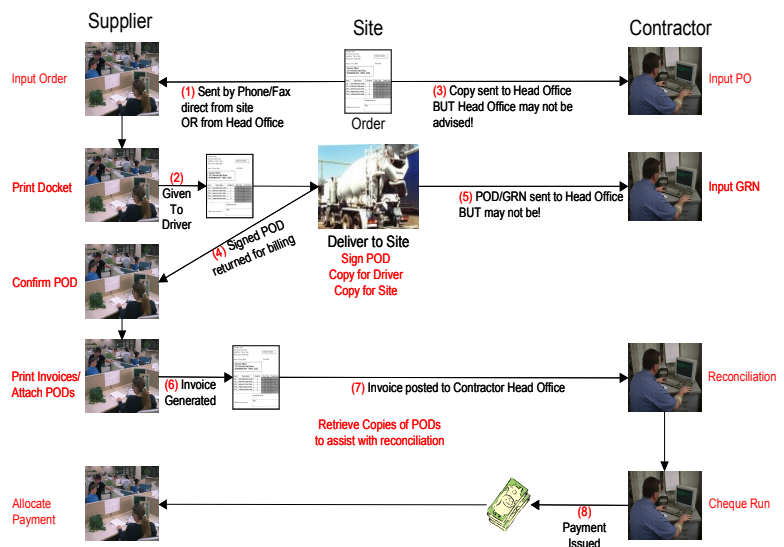 Supplier
Site
Contractor
Input Order
(1) Sent by Phone/Fax
direct from site
OR from Head Office
Order
(3) Copy sent to Head Office
BUT Head Office may not be
advised!
Input PO
Print Docket
(2)
Given
To
Driver
(5) POD/GRN sent to Head Office
BUT may not be!
Input GRN
(4) Signed POD
returned for billing
Deliver to Site
Sign POD
Copy for Driver
Copy for Site
Confirm POD
Print Invoices/
Attach PODs
(6) Invoice
Generated
(7) Invoice posted to Contractor Head Office
Reconciliation
Retrieve Copies of PODs
to assist with reconciliation
Allocate
Payment
(8)
Payment
Issued
Cheque Run